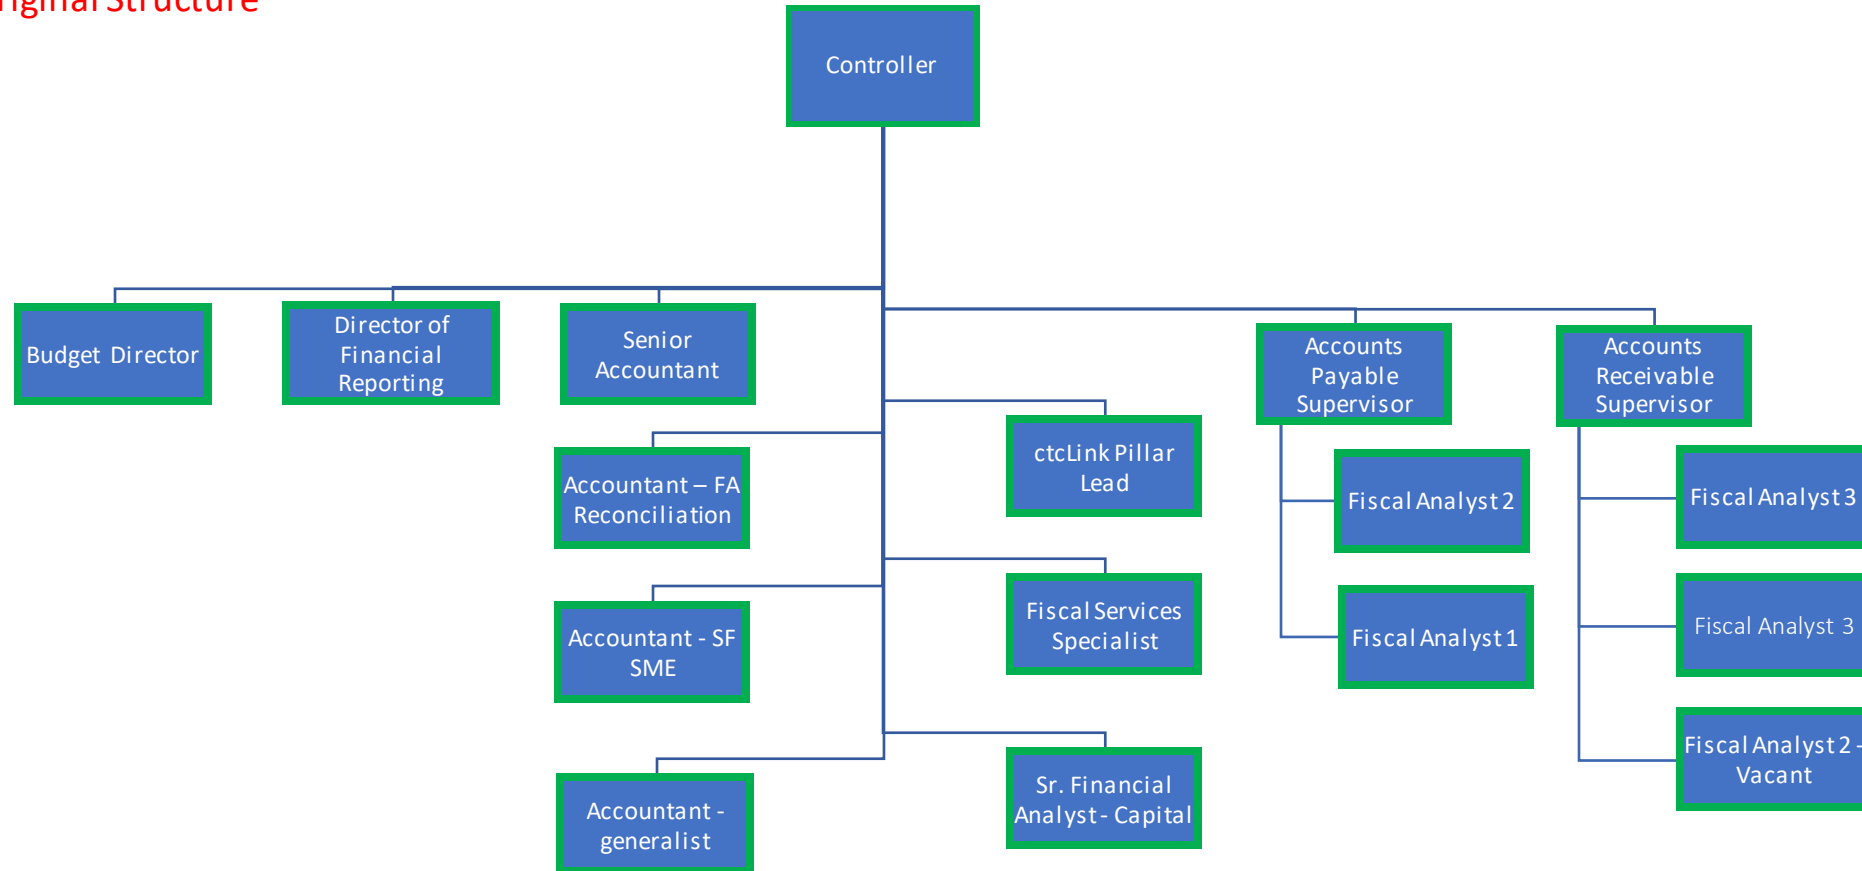 riginal Structure
Controller
Budget Director
Director of
Financial
Reporting
Senior
Accountant
Accounts
Payable
Supervisor
Accounts
Receivable
Supervisor
Accountant – FA
Reconciliation
ctcLink Pillar
Lead
Fiscal Analyst 2
Fiscal Analyst 3
Accountant - SF
SME
Fiscal Services
Specialist
Fiscal Analyst 1
Fiscal Analyst 3
Accountant -
generalist
Sr. Financial
Analyst - Capital
Fiscal Analyst 2 -
Vacant